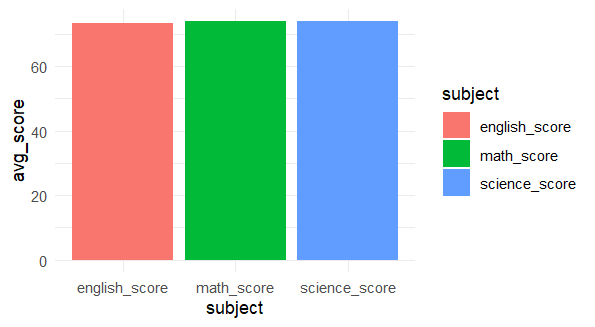 avg_score
60
40
20
0
english_score
math_score
science_score
subject
subject
english_score
math_score
science_score